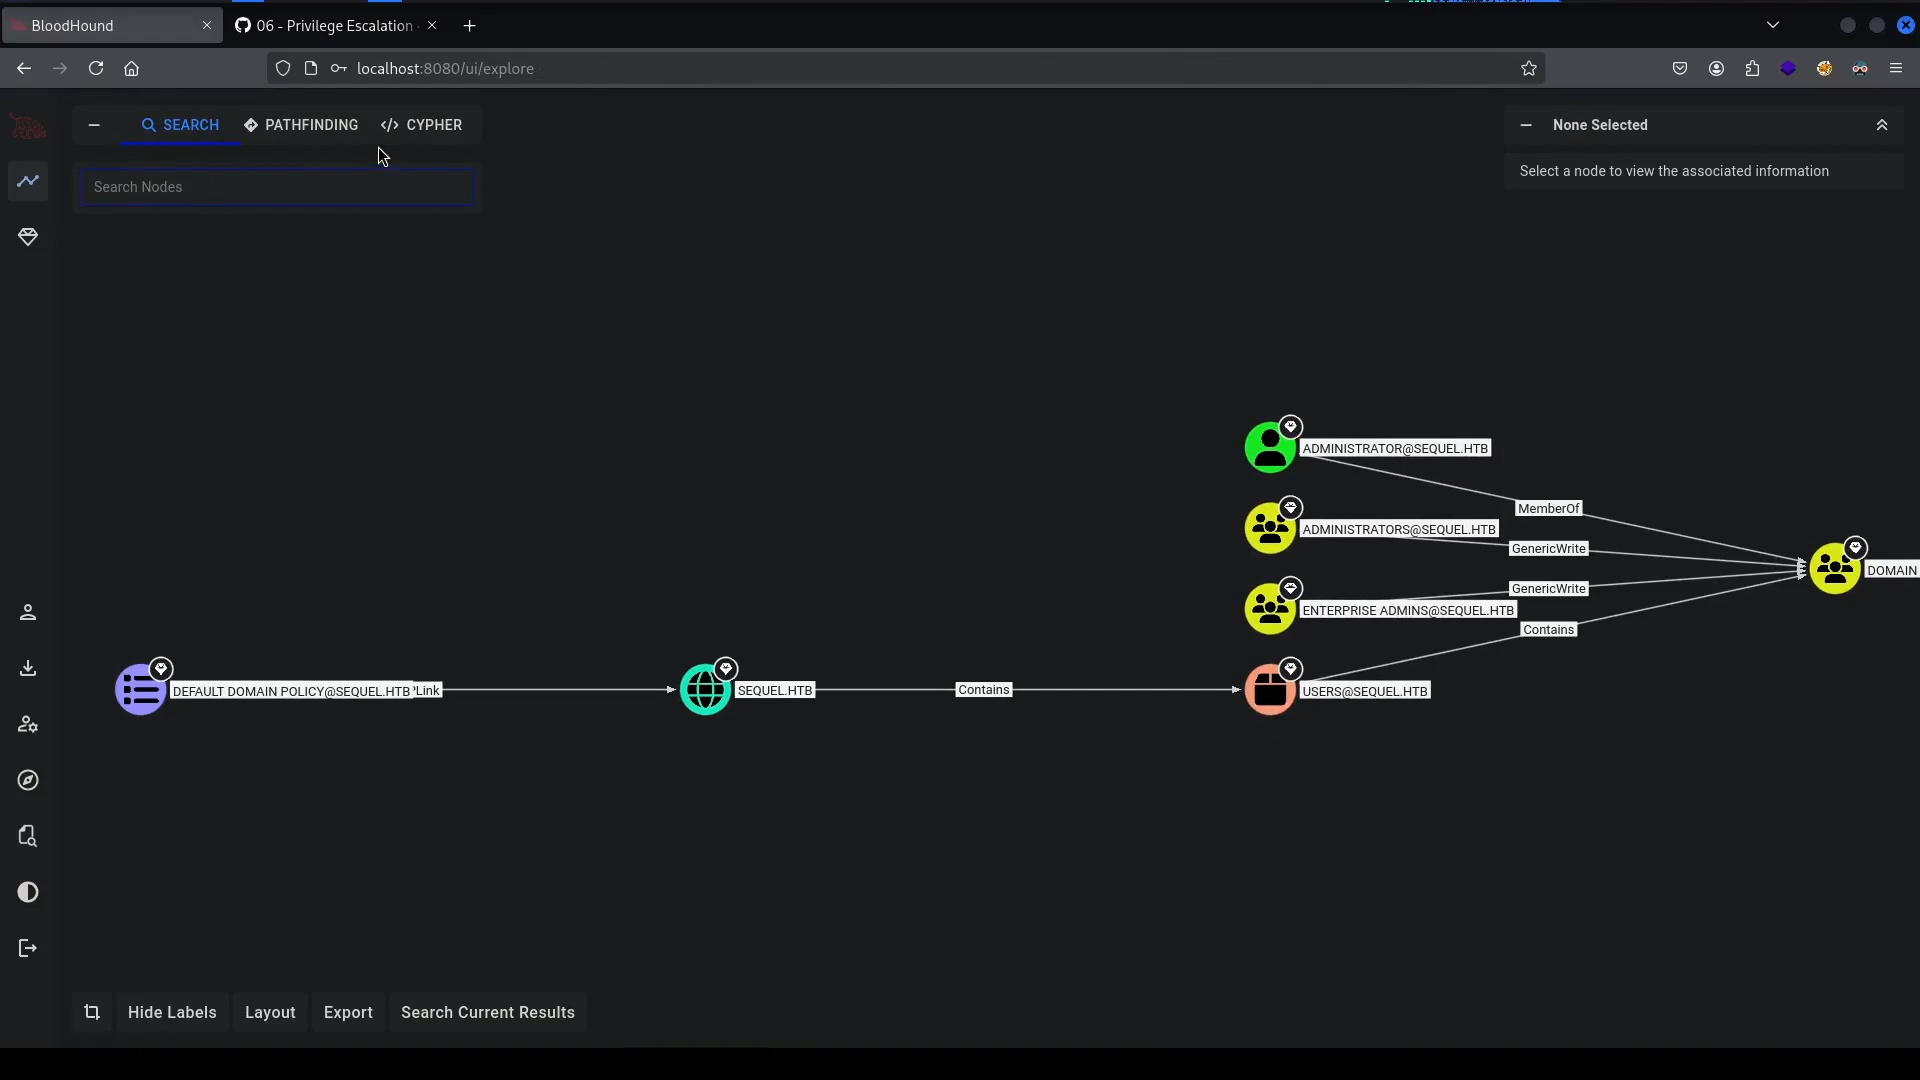 BloodHound
06 - Privilege Escalation
localhost:8080/ui/explore
SEARCH
PATHFINDING
CYPHER
None Selected
Search Nodes
Select a node to view the associated information
ADMINISTRATOR@SEQUEL.HTB
MemberOf
ADMINISTRATORS@SEQUEL.HTB
GenericWrite
DOMAIN
GenericWrite
ENTERPRISE ADMINS@SEQUEL.HTB
Contains
DEFAULT DOMAIN POLICY@SEQUEL.HTB
Link
SEQUEL.HTB
Contains
USERS@SEQUEL.HTB
Hide Labels
Layout
Export
Search Current Results